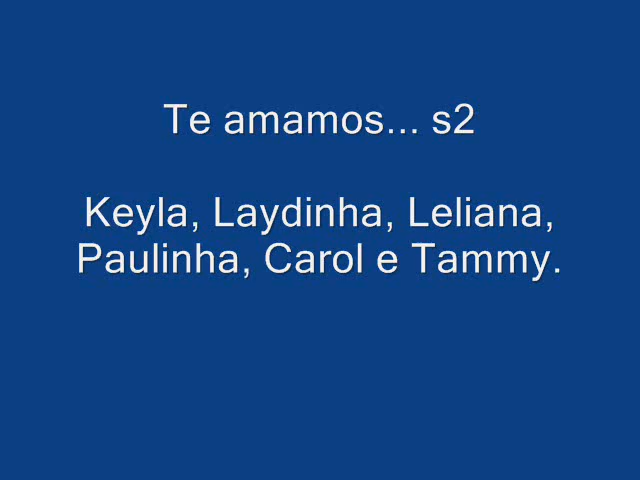 Te amamos... s2
Keyla, Laydinha, Leliana,
Paulinha, Carol e Tammy.